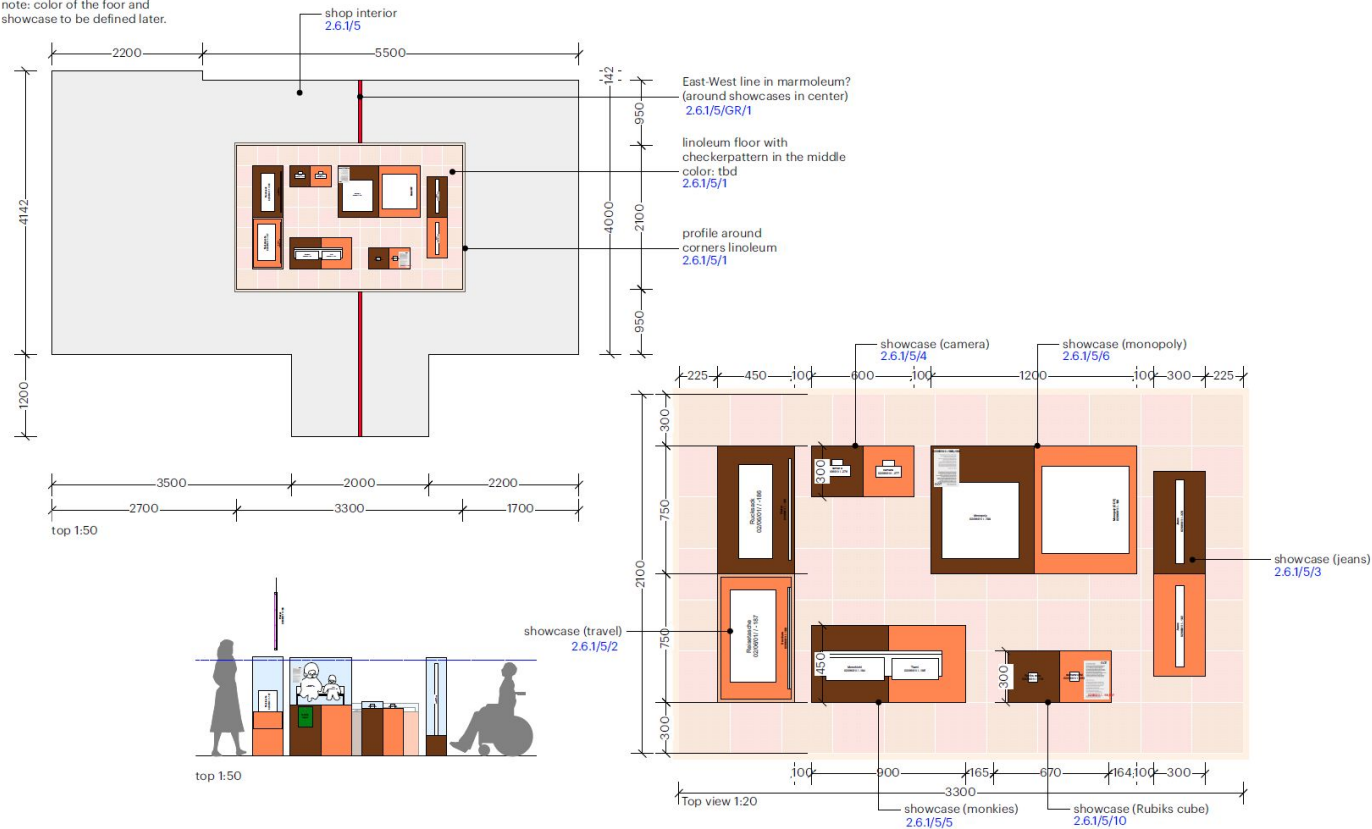 note: color of the foor and
showcase to be defined later.
shop interior
2.6.1/5
2200
5500
142
East-West line in marmoleum?
(around showcases in center)
2.6.1/5/GR/1
950
linoleum floor with
checkerpattern in the middle
color: tbd
2.6.1/5/1
4142
4000
2100
profile around
corners linoleum
2.6.1/5/1
950
1200
3500
2000
2200
2700
3300
1700
top 1:50
showcase (camera)
2.6.1/5/4
showcase (monopoly)
2.6.1/5/6
225
450
100
600
100
1200
100
300
225
300
300
750
2100
Rucksack
showcase (jeans)
2.6.1/5/3
showcase (travel)
2.6.1/5/2
750
Reisetasche
450
300
300
top 1:50
100
900
165
670
164,100
300
3300
Top view 1:20
showcase (monkies)
2.6.1/5/5
showcase (Rubiks cube)
2.6.1/5/10